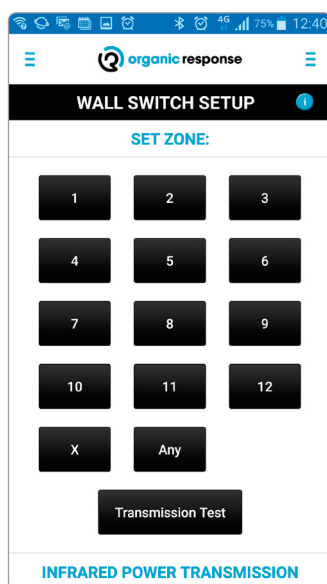 4G 75% 12:40
organic response
WALL SWITCH SETUP i
SET ZONE:
1 2 3
4 5 6
7 8 9
10 11 12
X Any
Transmission Test
INFRARED POWER TRANSMISSION